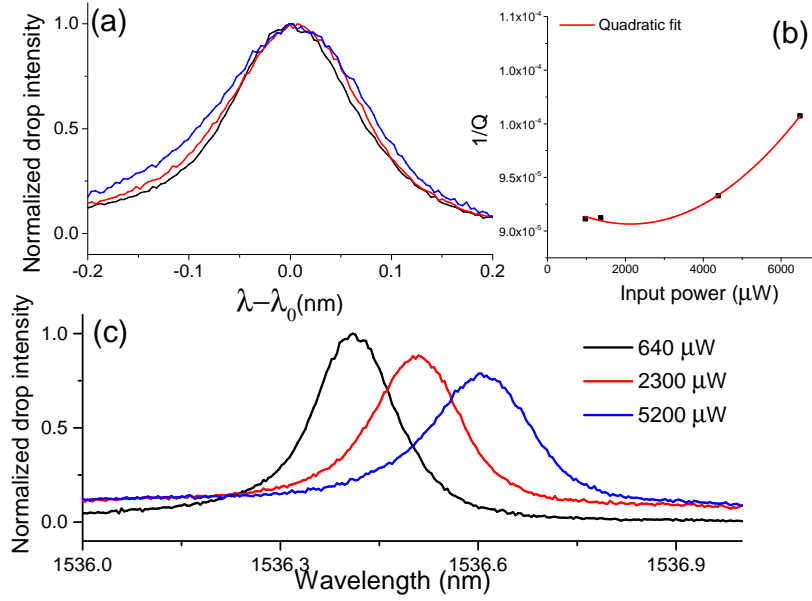 (a)
Normalized drop intensity
1.0
0.5
0.0
-0.2 -0.1 0.0 0.1 0.2
λ−λ0(nm)
(b)
Quadratic fit
1/Q
1.1x10-4
1.0x10-4
1.0x10-4
9.5x10-5
9.0x10-5
0 2000 4000 6000
Input power (μW)
(c)
Normalized drop intensity
1.0
0.5
0.0
640 μW
2300 μW
5200 μW
1536.0 1536.3 1536.6 1536.9
Wavelength (nm)